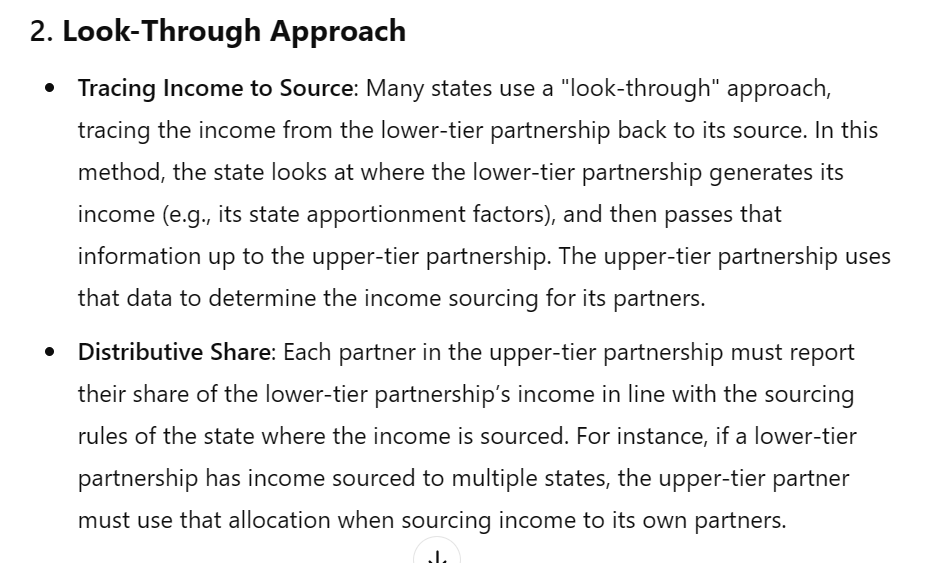 2. Look-Through Approach
• Tracing Income to Source: Many states use a "look-through" approach,
tracing the income from the lower-tier partnership back to its source. In this
method, the state looks at where the lower-tier partnership generates its
income (e.g., its state apportionment factors), and then passes that
information up to the upper-tier partnership. The upper-tier partnership uses
that data to determine the income sourcing for its partners.
• Distributive Share: Each partner in the upper-tier partnership must report
their share of the lower-tier partnership’s income in line with the sourcing
rules of the state where the income is sourced. For instance, if a lower-tier
partnership has income sourced to multiple states, the upper-tier partner
must use that allocation when sourcing income to its own partners.